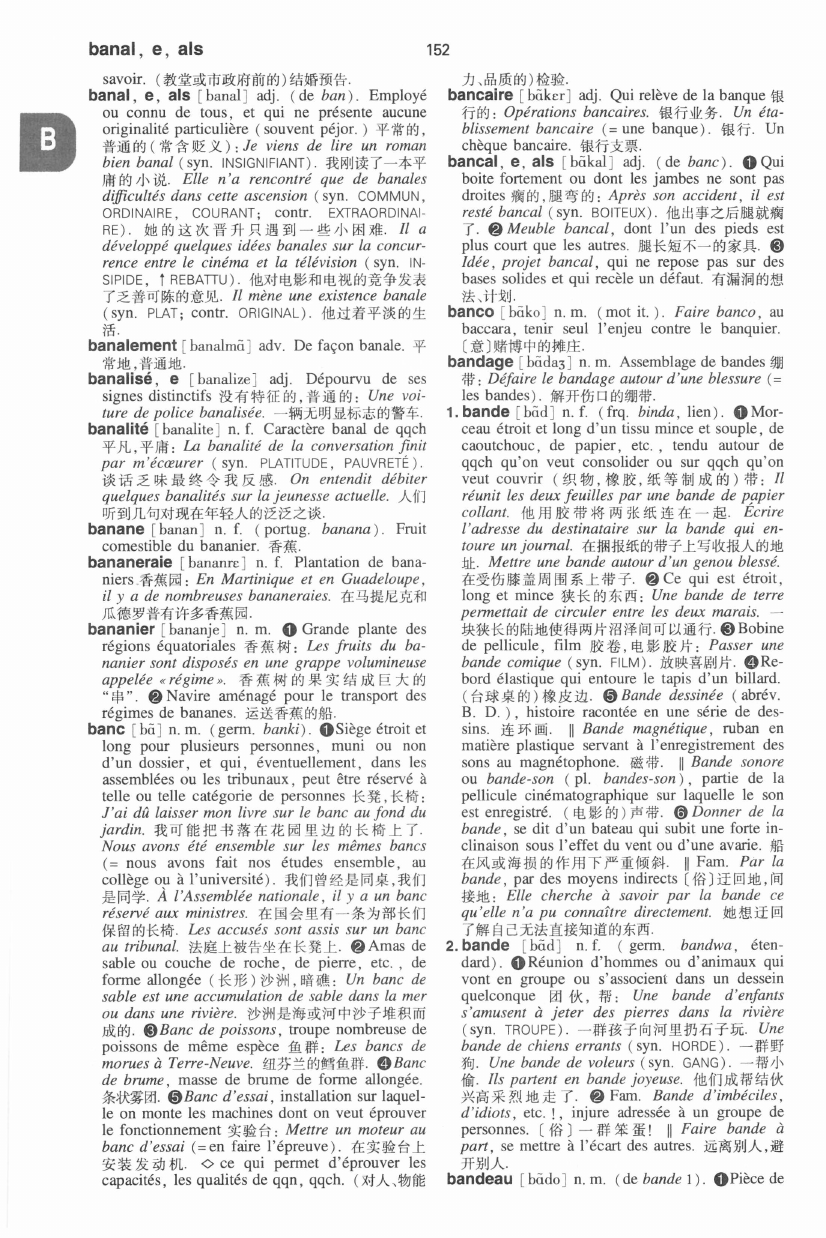 banal, e, als
152
B
savoir. (教堂或市政府前的)结婚预告.
banal, e, als [banal] adj. (de ban). Employé
ou connu de tous, et qui ne présente aucune
originalité particulière (souvent péjor.) 平常的,
普通的(常含贬义): Je viens de lire un roman
bien banal (syn. INSIGNIFIANT). 我刚读了一本平
庸的小说. Elle n'a rencontré que de banales
difficultés dans cette ascension (syn. COMMUN,
ORDINAIRE, COURANT; contr. EXTRAORDINAI-
RE). 她的这次晋升只遇到一些小困难. Il a
développé quelques idées banales sur la concur-
rence entre le cinéma et la télévision (syn. IN-
SIPIDE, ↑REBATTU). 他对电影和电视的竞争发表
了乏善可陈的意见. Il mène une existence banale
(syn. PLAT; contr. ORIGINAL). 他过着平淡的生
活.
banalement [banalmɑ̃] adv. De façon banale. 平
常地,普通地.
banalisé, e [banalize] adj. Dépourvu de ses
signes distinctifs 没有特征的,普通的: Une voi-
ture de police banalisée. 一辆无明显标志的警车.
banalité [banalite] n. f. Caractère banal de qqch
平凡,平庸: La banalité de la conversation finit
par m'écœurer (syn. PLATITUDE, PAUVRETÉ).
谈话乏味最终令我反感. On entendit débiter
quelques banalités sur la jeunesse actuelle. 人们
听到几句对现在年轻人的泛泛之谈.
banane [banan] n. f. (portug. banana). Fruit
comestible du bananier. 香蕉.
bananeraie [bananrɛ] n. f. Plantation de bana-
niers 香蕉园: En Martinique et en Guadeloupe,
il y a de nombreuses bananeraies. 在马提尼克和
瓜德罗普有许多香蕉园.
bananier [bananje] n. m. ❶ Grande plante des
régions équatoriales 香蕉树: Les fruits du ba-
nanier sont disposés en une grappe volumineuse
appelée «régime». 香蕉树的果实结成巨大的
“串”. ❷ Navire aménagé pour le transport des
régimes de bananes. 运送香蕉的船.
banc [bɑ̃] n. m. (germ. banki). ❶Siège étroit et
long pour plusieurs personnes, muni ou non
d'un dossier, et qui, éventuellement, dans les
assemblées ou les tribunaux, peut être réservé à
telle ou telle catégorie de personnes 长凳,长椅:
J'ai dû laisser mon livre sur le banc au fond du
jardin. 我可能把书落在花园里边的长椅上了.
Nous avons été ensemble sur les mêmes bancs
(= nous avons fait nos études ensemble, au
collège ou à l'université). 我们曾经是同桌,我们
是同学. À l'Assemblée nationale, il y a un banc
réservé aux ministres. 在国会里有一条为部长们
保留的长椅. Les accusés sont assis sur un banc
au tribunal. 法庭上被告坐在长凳上. ❷Amas de
sable ou couche de roche, de pierre, etc., de
forme allongée (长形)沙洲,暗礁: Un banc de
sable est une accumulation de sable dans la mer
ou dans une rivière. 沙洲是海或河中沙子堆积而
成的. ❸Banc de poissons, troupe nombreuse de
poissons de même espèce 鱼群: Les bancs de
morues à Terre-Neuve. 纽芬兰的鳕鱼群. ❹Banc
de brume, masse de brume de forme allongée.
条状雾团. ❺Banc d'essai, installation sur laquel-
le on monte les machines dont on veut éprouver
le fonctionnement 实验台: Mettre un moteur au
banc d'essai (=en faire l'épreuve). 在实验台上
安装发动机. ◇ ce qui permet d'éprouver les
capacités, les qualités de qqn, qqch. (对人、物能
力、品质的)检验.
bancaire [bɑ̃kɛr] adj. Qui relève de la banque 银
行的: Opérations bancaires. 银行业务. Un éta-
blissement bancaire (= une banque). 银行. Un
chèque bancaire. 银行支票.
bancal, e, als [bɑ̃kal] adj. (de banc). ❶Qui
boite fortement ou dont les jambes ne sont pas
droites 瘸的,腿弯的: Après son accident, il est
resté bancal (syn. BOITEUX). 他出事之后腿就瘸
了. ❷ Meuble bancal, dont l'un des pieds est
plus court que les autres. 腿长短不一的家具. ❸
Idée, projet bancal, qui ne repose pas sur des
bases solides et qui recèle un défaut. 有漏洞的想
法、计划.
banco [bɑ̃ko] n. m. (mot it.). Faire banco, au
baccara, tenir seul l'enjeu contre le banquier.
〔意〕赌博中的摊庄.
bandage [bɑ̃daʒ] n. m. Assemblage de bandes 绷
带: Défaire le bandage autour d'une blessure (=
les bandes). 解开伤口的绷带.
1. bande [bɑ̃d] n. f. (frq. binda, lien). ❶Mor-
ceau étroit et long d'un tissu mince et souple, de
caoutchouc, de papier, etc., tendu autour de
qqch qu'on veut consolider ou sur qqch qu'on
veut couvrir (织物,橡胶,纸等制成的)带: Il
réunit les deux feuilles par une bande de papier
collant. 他用胶带将两张纸连在一起. Écrire
l'adresse du destinataire sur la bande qui en-
toure un journal. 在捆报纸的带子上写收报人的地
址. Mettre une bande autour d'un genou blessé.
在受伤膝盖周围系上带子. ❷Ce qui est étroit,
long et mince 狭长的东西: Une bande de terre
permettait de circuler entre les deux marais. 一
块狭长的陆地使得两片沼泽间可以通行. ❸Bobine
de pellicule, film 胶卷,电影胶片: Passer une
bande comique (syn. FILM). 放映喜剧片. ❹Re-
bord élastique qui entoure le tapis d'un billard.
(台球桌的)橡皮边. ❺Bande dessinée (abrév.
B. D.), histoire racontée en une série de des-
sins. 连环画. ‖ Bande magnétique, ruban en
matière plastique servant à l'enregistrement des
sons au magnétophone. 磁带. ‖ Bande sonore
ou bande-son (pl. bandes-son), partie de la
pellicule cinématographique sur laquelle le son
est enregistré. (电影的)声带. ❻Donner de la
bande, se dit d'un bateau qui subit une forte in-
clinaison sous l'effet du vent ou d'une avarie. 船
在风或海损的作用下严重倾斜. ‖ Fam. Par la
bande, par des moyens indirects〔俗〕迂回地,间
接地: Elle cherche à savoir par la bande ce
qu'elle n'a pu connaître directement. 她想迂回
了解自己无法直接知道的东西.
2. bande [bɑ̃d] n. f. (germ. bandwa, éten-
dard). ❶Réunion d'hommes ou d'animaux qui
vont en groupe ou s'associent dans un dessein
quelconque 团伙,帮: Une bande d'enfants
s'amusent à jeter des pierres dans la rivière
(syn. TROUPE). 一群孩子向河里扔石子玩. Une
bande de chiens errants (syn. HORDE). 一群野
狗. Une bande de voleurs (syn. GANG). 一帮小
偷. Ils partent en bande joyeuse. 他们成帮结伙
兴高采烈地走了. ❷ Fam. Bande d'imbéciles,
d'idiots, etc.!, injure adressée à un groupe de
personnes. 〔俗〕一群笨蛋! ‖ Faire bande à
part, se mettre à l'écart des autres. 远离别人,避
开别人.
bandeau [bɑ̃do] n. m. (de bande 1). ❶Pièce de